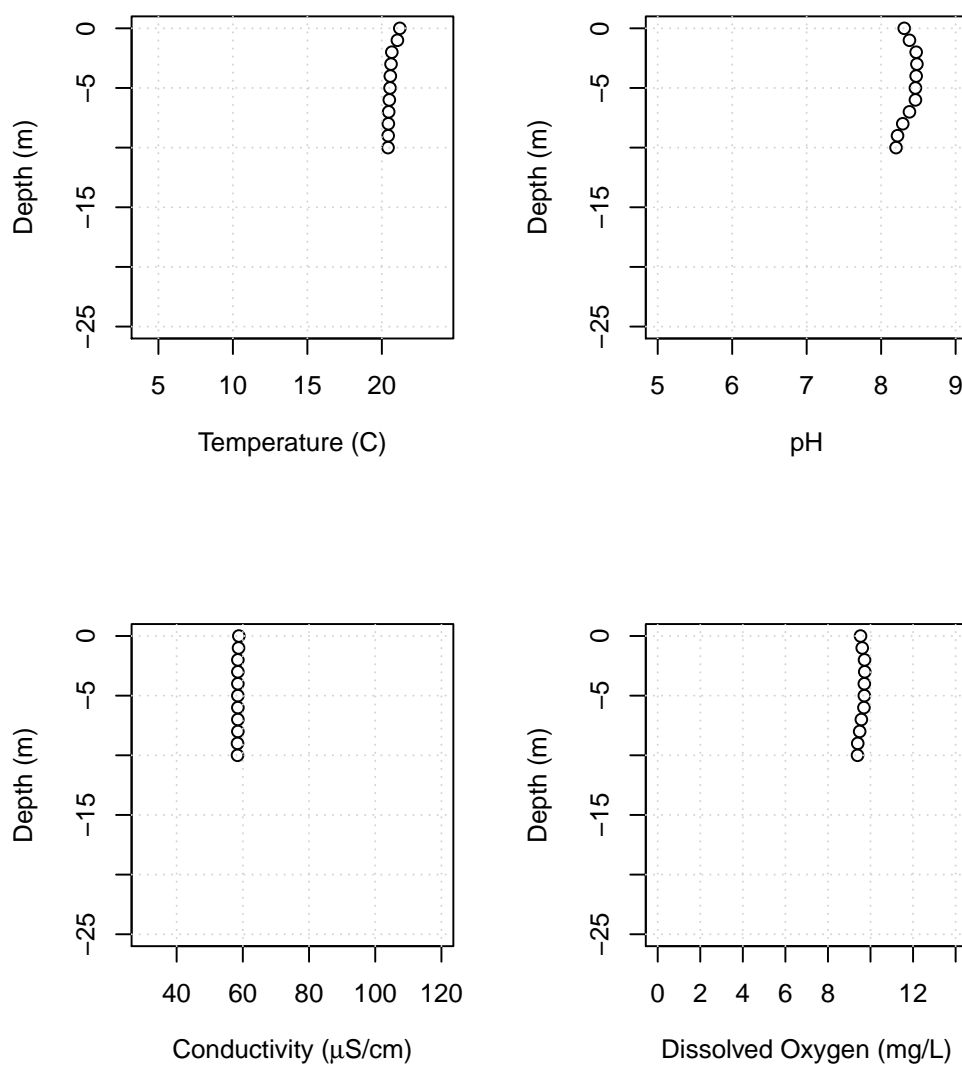 0
−5
−15
−25
Depth (m)
5 10 15 20
Temperature (C)
0
−5
−15
−25
Depth (m)
5 6 7 8 9
pH
0
−5
−15
−25
Depth (m)
40 60 80 100 120
Conductivity (μS/cm)
0
−5
−15
−25
Depth (m)
0 2 4 6 8 12
Dissolved Oxygen (mg/L)